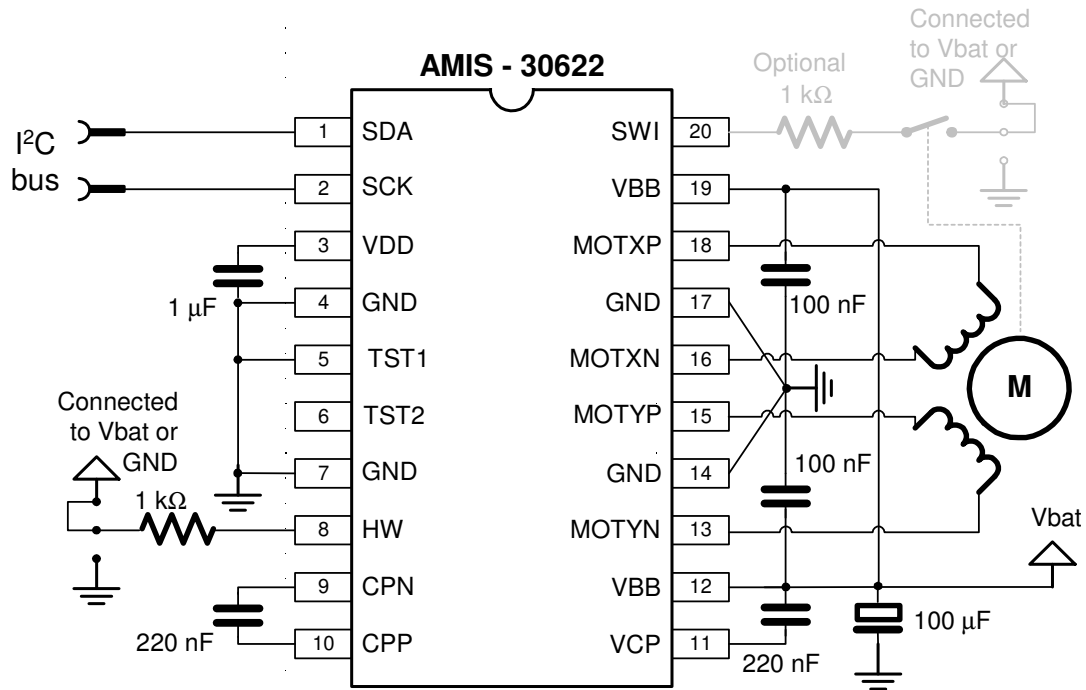 AMIS - 30622
I²C
bus
1 SDA
2 SCK
3 VDD
4 GND
5 TST1
6 TST2
7 GND
8 HW
9 CPN
10 CPP
1 μF
Connected
to Vbat or
GND
1 kΩ
220 nF
SWI 20
VBB 19
MOTXP 18
GND 17
MOTXN 16
MOTYP 15
GND 14
MOTYN 13
VBB 12
VCP 11
Optional
1 kΩ
Connected
to Vbat or
GND
100 nF
100 nF
M
Vbat
220 nF
100 μF